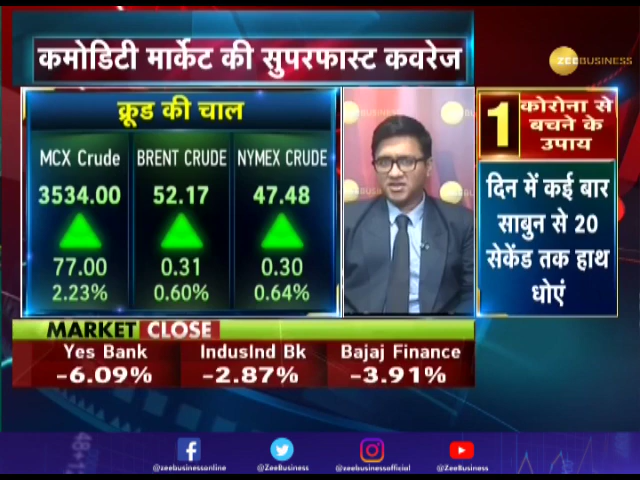 कमोडिटी मार्केट की सुपरफास्ट कवरेज
ZEEBUSINESS
क्रूड की चाल
MCX Crude BRENT CRUDE NYMEX CRUDE
3534.00 52.17 47.48
77.00 0.31 0.30
2.23% 0.60% 0.64%
1
कोरोना से
बचने के
उपाय
दिन में कई बार
साबुन से 20
सेकेंड तक हाथ
धोएं
MARKET CLOSE
Yes Bank IndusInd Bk Bajaj Finance
-6.09% -2.87% -3.91%
@zeebusinessonline @ZeeBusiness @zeebusinessofficial @ZeeBusiness